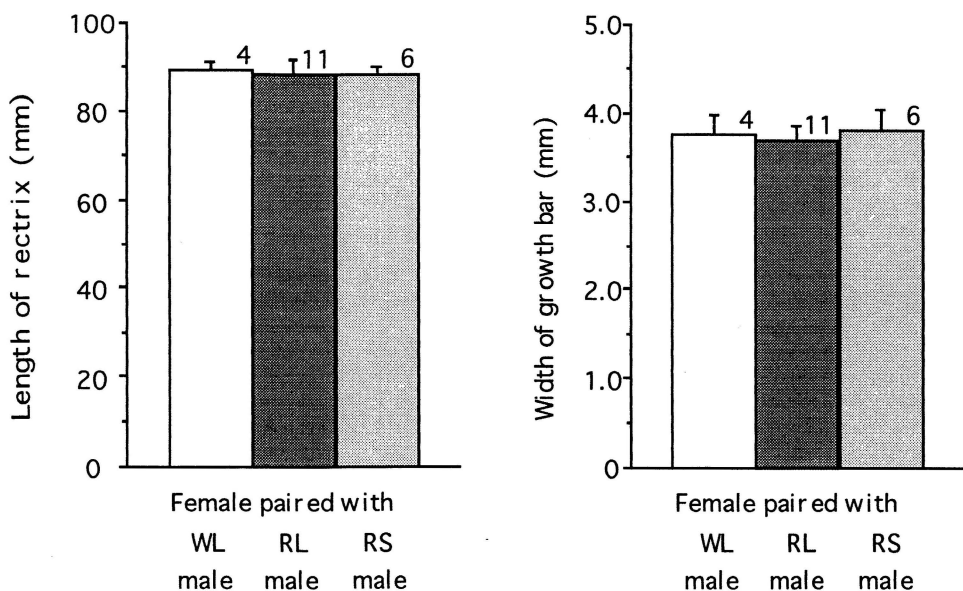 Length of rectrix (mm)
100
80
60
40
20
0
4
11
6
Female paired with
WL RL RS
male male male
Width of growth bar (mm)
5.0
4.0
3.0
2.0
1.0
0
4
11
6
Female paired with
WL RL RS
male male male